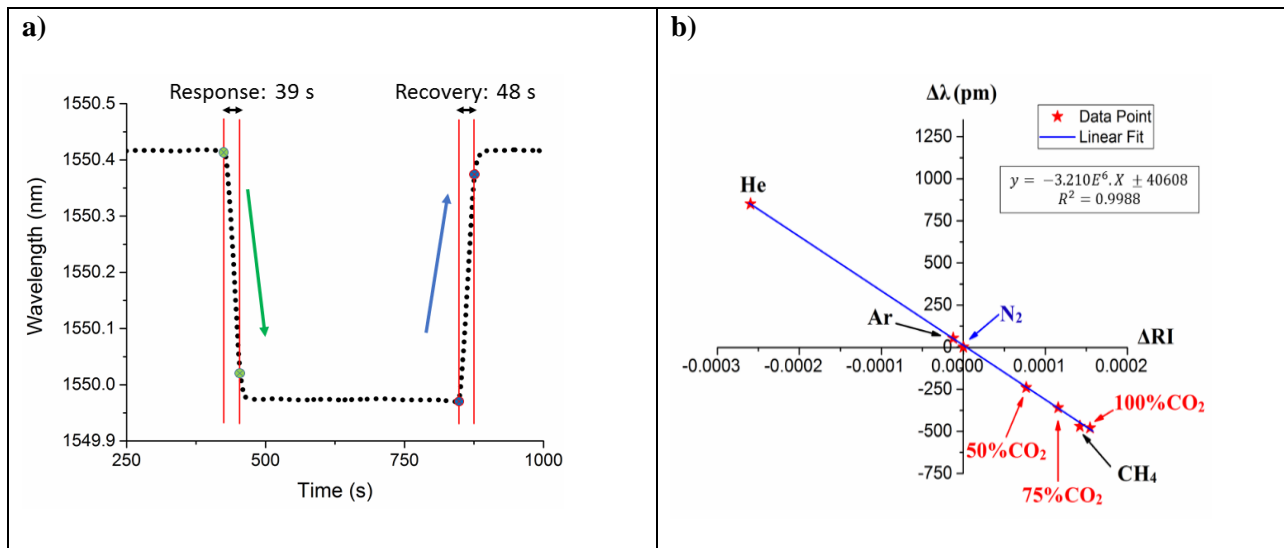 a)
Response: 39 s
Recovery: 48 s
1550.5
1550.4
1550.3
1550.2
1550.1
1550.0
1549.9
Wavelength (nm)
250
500
750
1000
Time (s)
b)
Δλ (pm)
1250
1000
750
500
250
0
-250
-500
-750
Data Point
Linear Fit
y = −3.210E⁶.X ± 40608
R² = 0.9988
He
Ar
N₂
ΔRI
-0.0003
-0.0002
-0.0001
0.0000
0.0001
0.0002
50%CO₂
75%CO₂
CH₄
100%CO₂